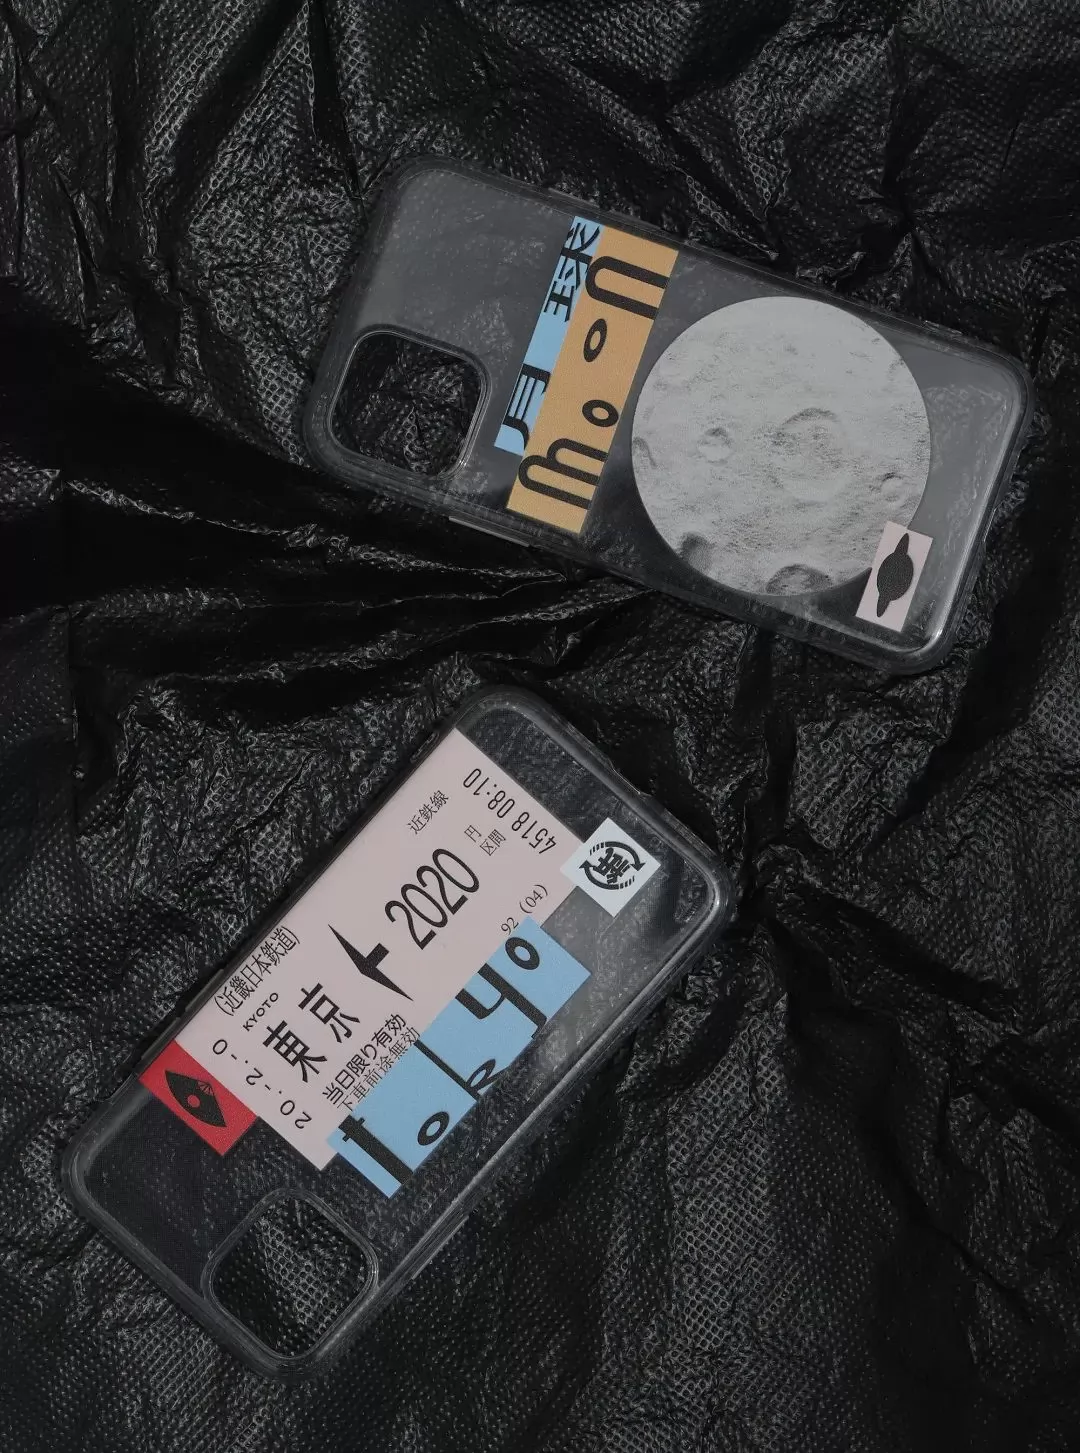 月球
moon
近鉄線
4518 08:10
円
区間
2020
92 (04)
(近畿日本鉄道)
KYOTO
東京
20.-2.-0
当日限り有効
下車前途無効
tokyo